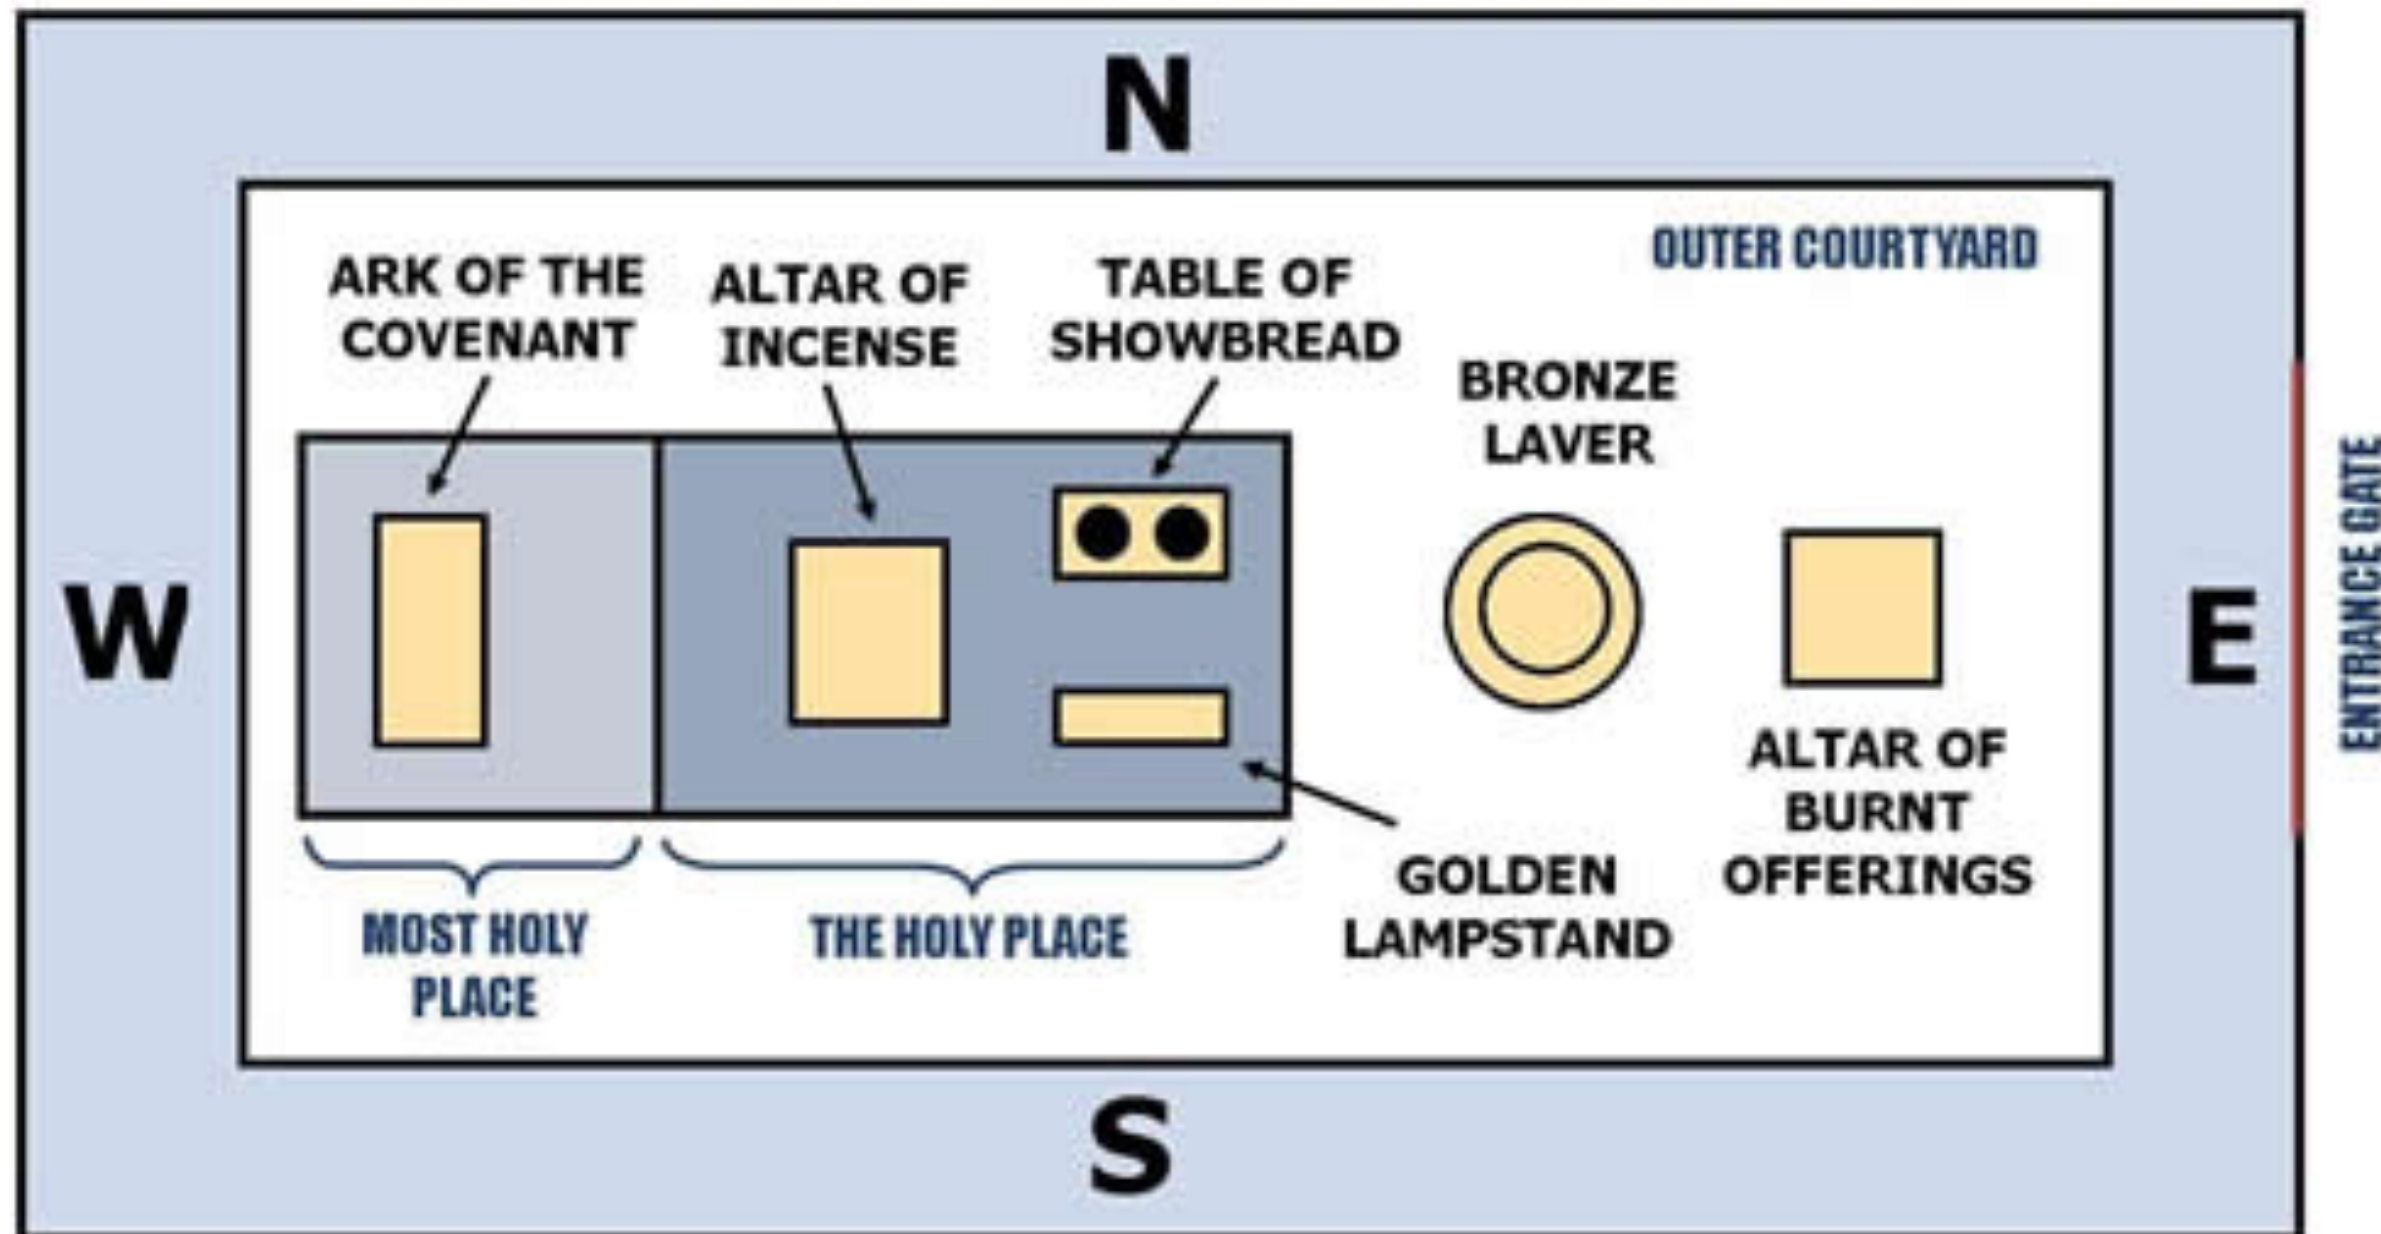 N
OUTER COURTYARD
ARK OF THE
COVENANT
ALTAR OF
INCENSE
TABLE OF
SHOWBREAD
BRONZE
LAVER
W
E
ENTRANCE GATE
ALTAR OF
BURNT
OFFERINGS
GOLDEN
LAMPSTAND
MOST HOLY
PLACE
THE HOLY PLACE
S